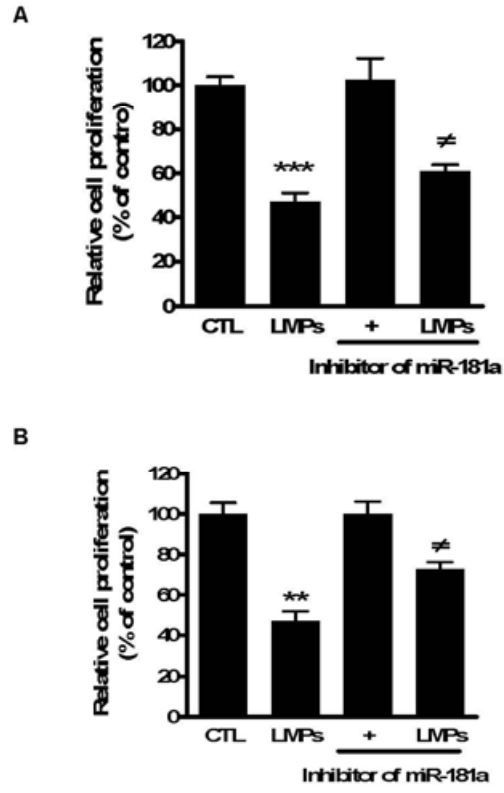 A
Relative cell proliferation
(% of contro)
120
100
80
60
40
20
0
***
≠
CTL LMPs + LMPs
Inhibitor of miR-181a
B
Relative cell proliferation
(% of control)
120
100
80
60
40
20
0
**
≠
CTL LMPs + LMPs
Inhibitor of miR-181a